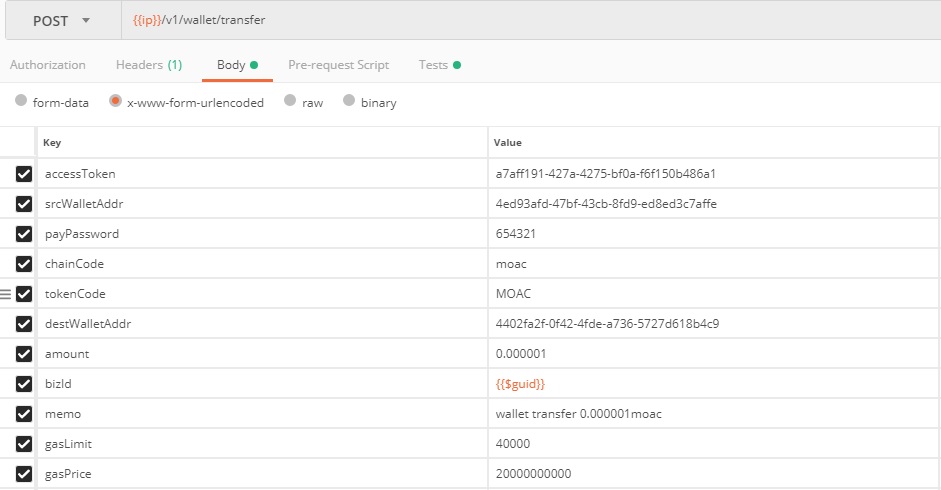 POST {{ip}}/v1/wallet/transfer
Authorization Headers (1) Body Pre-request Script Tests
form-data x-www-form-urlencoded raw binary
Key Value
accessToken a7aff191-427a-4275-bf0a-f6f150b486a1
srcWalletAddr 4ed93afd-47bf-43cb-8fd9-ed8ed3c7affe
payPassword 654321
chainCode moac
tokenCode MOAC
destWalletAddr 4402fa2f-0f42-4fde-a736-5727d618b4c9
amount 0.000001
bizId {{$guid}}
memo wallet transfer 0.000001moac
gasLimit 40000
gasPrice 20000000000